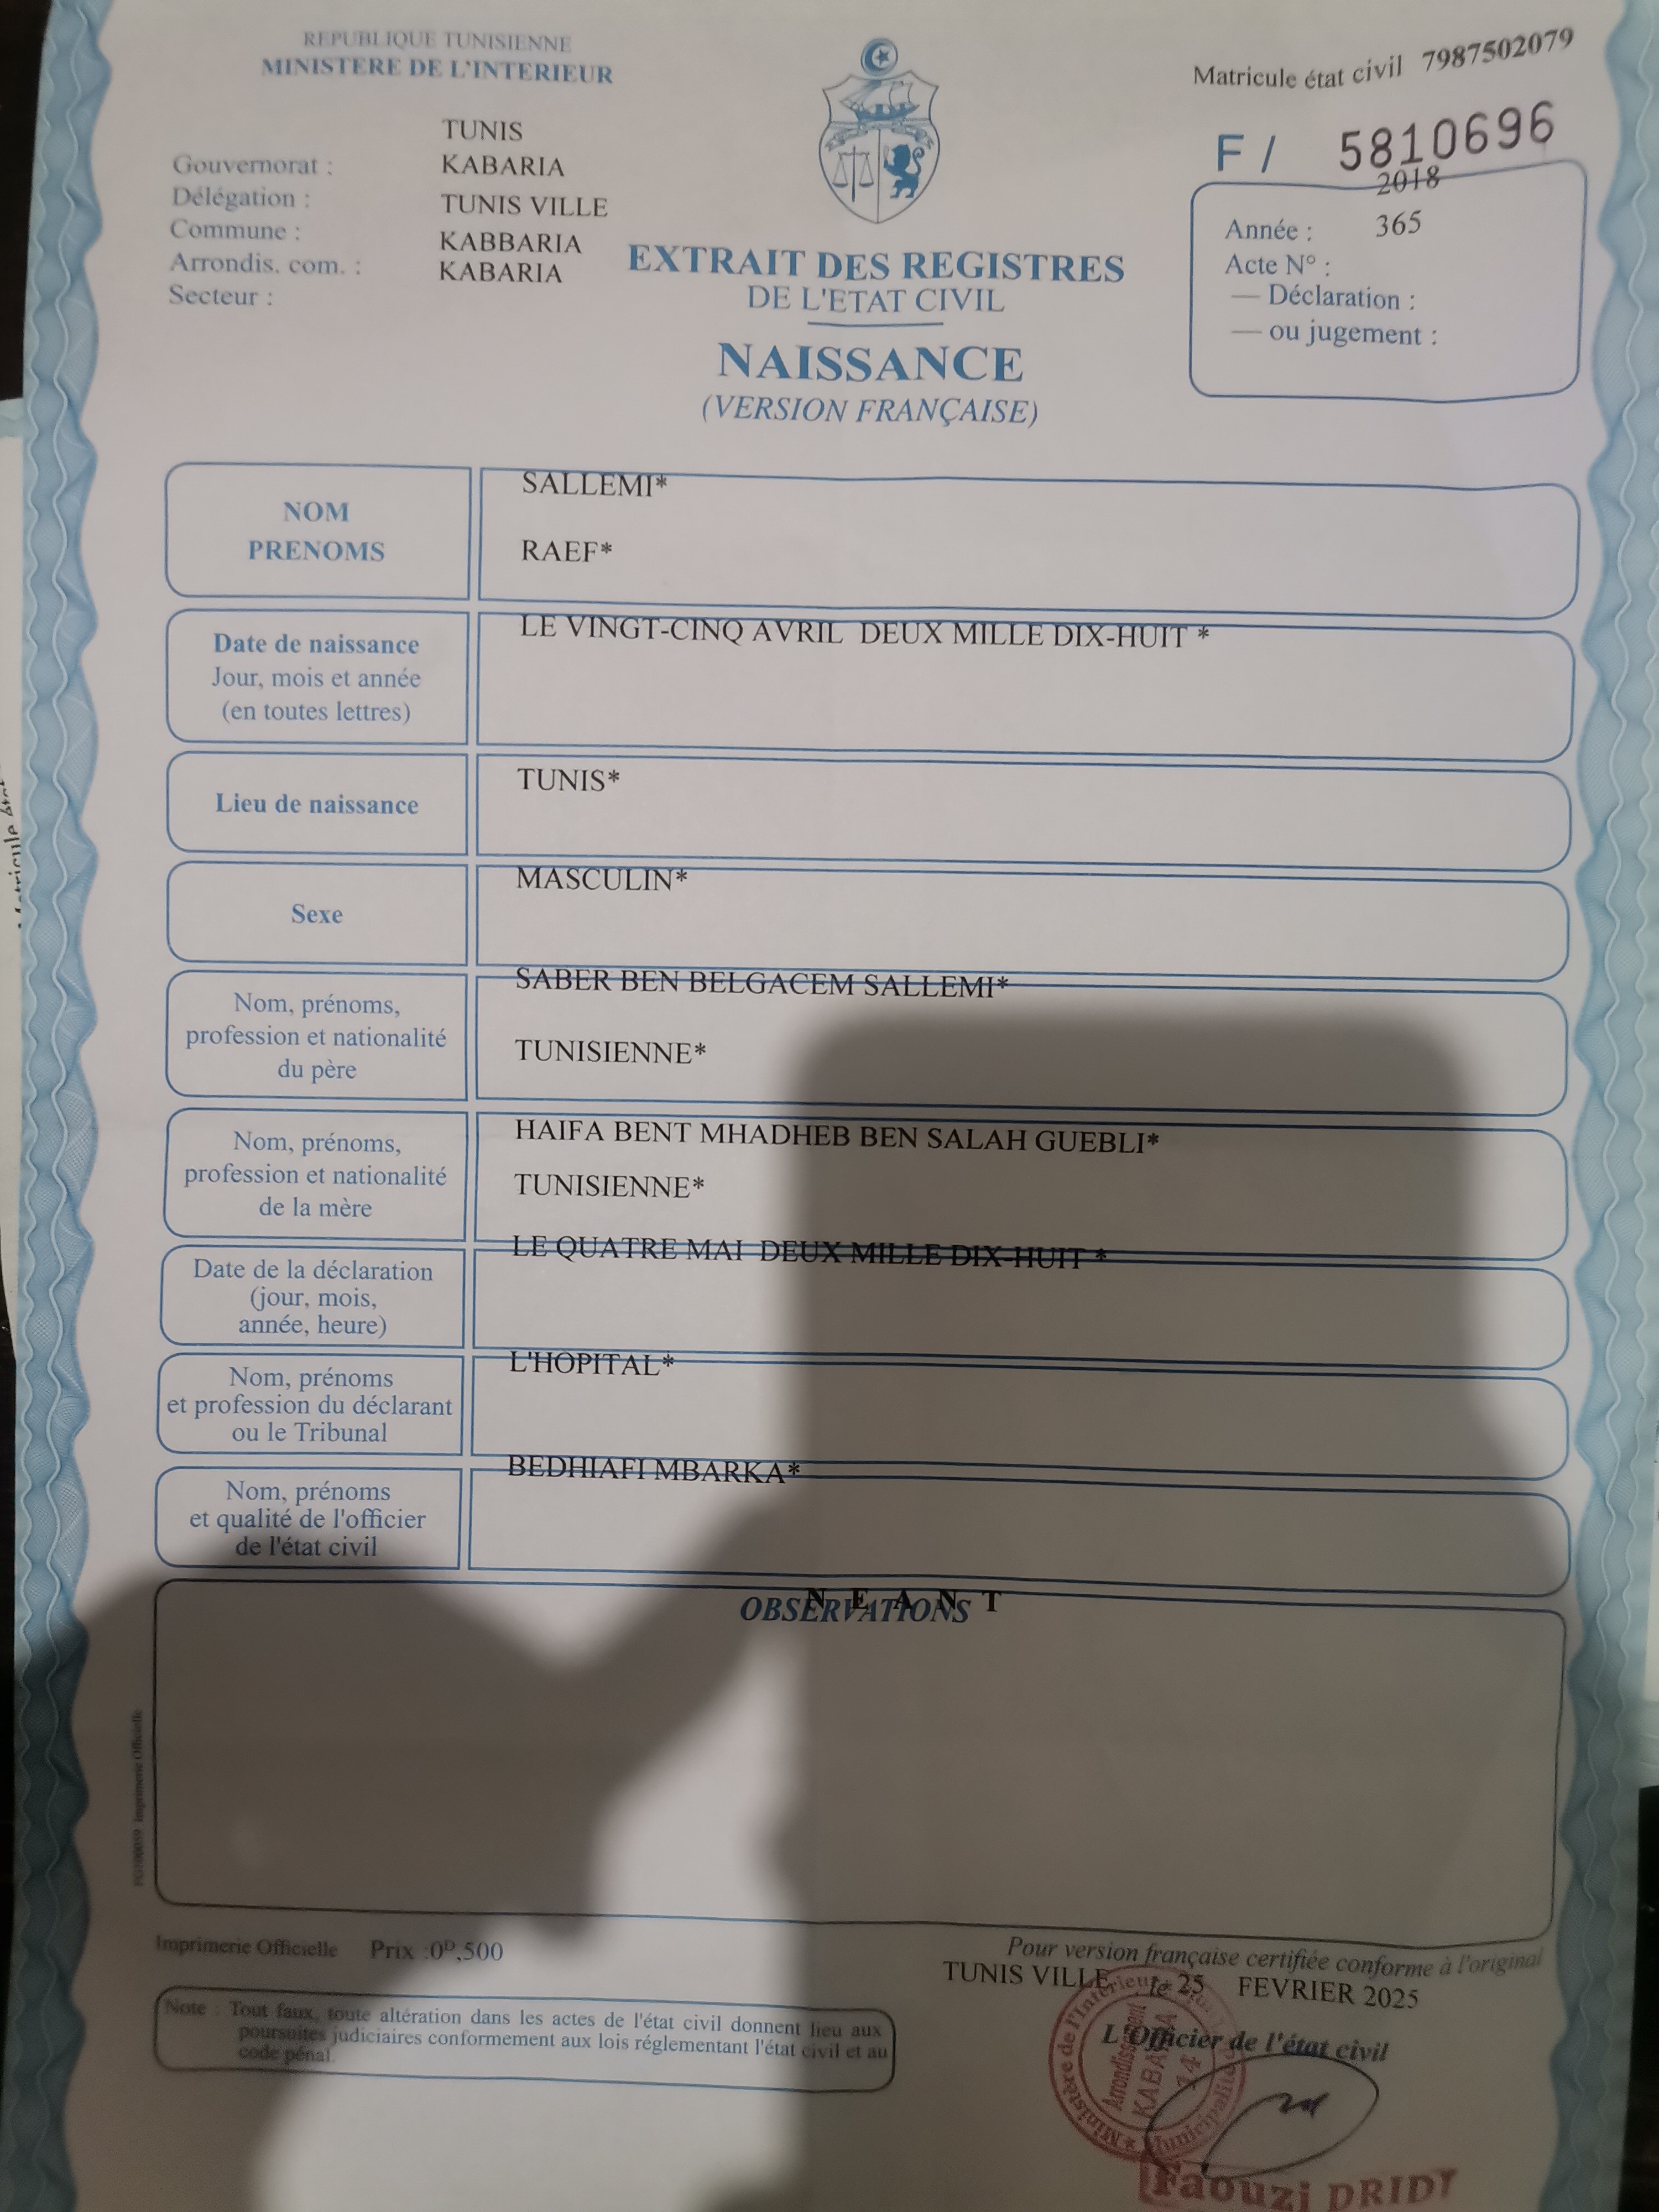 REPUBLIQUE TUNISIENNE
MINISTERE DE L'INTERIEUR
Matricule état civil 7987502079
F / 5810696
TUNIS
Gouvernorat : KABARIA
Délégation : TUNIS VILLE
Commune : KABBARIA
Arrondis. com. : KABARIA
Secteur :
2018
Année : 365
Acte N° :
— Déclaration :
— ou jugement :
EXTRAIT DES REGISTRES
DE L'ETAT CIVIL
NAISSANCE
(VERSION FRANÇAISE)
NOM
PRENOMS
SALLEMI*
RAEF*
Date de naissance
Jour, mois et année
(en toutes lettres)
LE VINGT-CINQ AVRIL DEUX MILLE DIX-HUIT *
Lieu de naissance
TUNIS*
Sexe
MASCULIN*
Nom, prénoms,
profession et nationalité
du père
SABER BEN BELGACEM SALLEMI*
TUNISIENNE*
Nom, prénoms,
profession et nationalité
de la mère
HAIFA BENT MHADHEB BEN SALAH GUEBLI*
TUNISIENNE*
Date de la déclaration
(jour, mois,
année, heure)
LE QUATRE MAI DEUX MILLE DIX-HUIT *
Nom, prénoms
et profession du déclarant
ou le Tribunal
L'HOPITAL*
Nom, prénoms
et qualité de l'officier
de l'état civil
BEDHIAFI MBARKA*
OBSERVATIONS
N E A N T
Imprimerie Officielle
Imprimerie Officielle Prix :0ᴰ,500
Note : Tout faux, toute altération dans les actes de l'état civil donnent lieu aux
poursuites judiciaires conformement aux lois réglementant l'état civil et au
code pénal.
Pour version française certifiée conforme à l'original
TUNIS VILLE le 25 FEVRIER 2025
L'Officier de l'état civil
Ministère de l'Intérieur
Arrondissement
KABARIA
14
Municipalité
Faouzi DRIDI